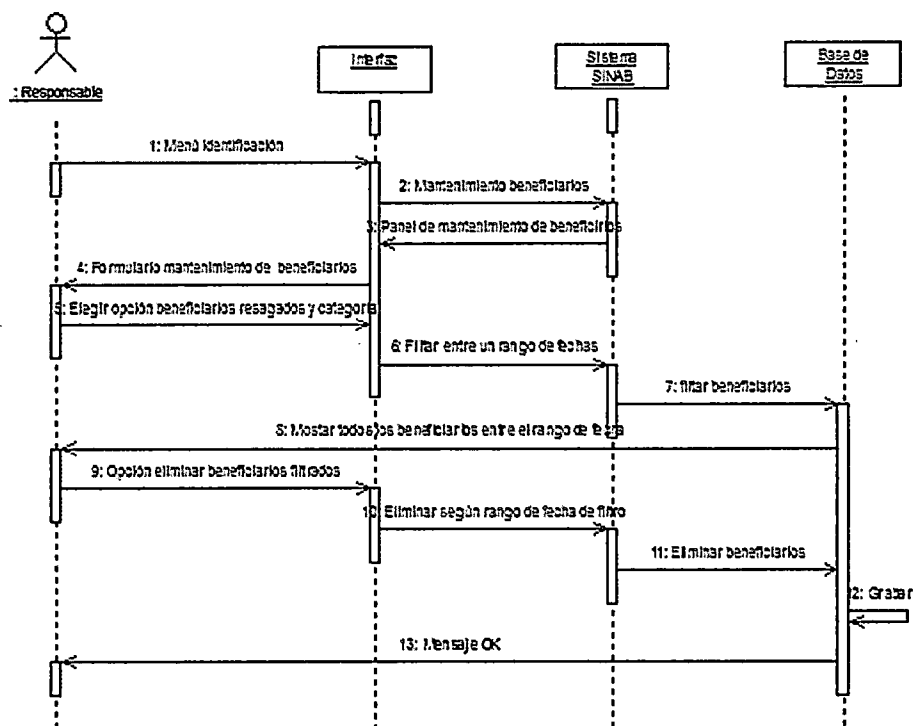 Interfaz
Sistema
SINAB
Base de
Datos
: Responsable
1: Menú identificación
2: Mantenimiento beneficiarios
3: Panel de mantenimiento de beneficirios
4: Formulario mantenimiento de beneficiarios
5: Elegir opción beneficiarios resagados y categoria
6: Filtar entre un rango de fechas
7: filtar beneficiarios
8: Mostar todos los beneficiarios entre el rango de fecha
9: Opción eliminar beneficiarios filtrados
10: Eliminar según rango de fecha de filtro
11: Eliminar beneficiarios
12: Grabar
13: Mensaje OK